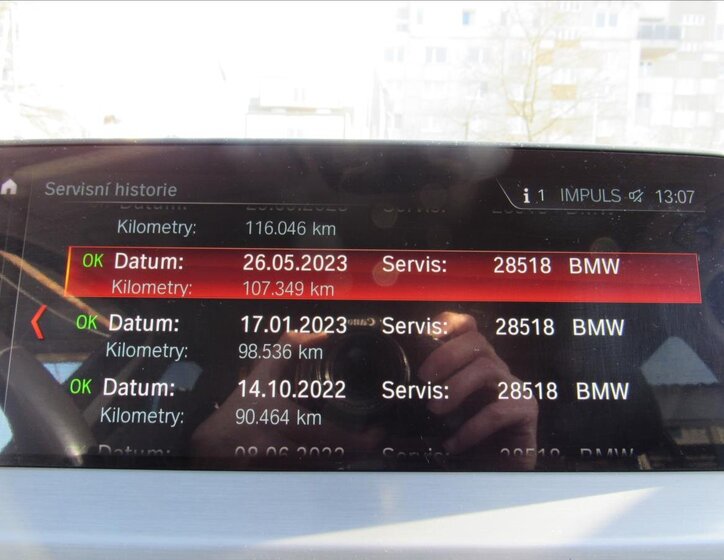 Servisní historie
i 1 IMPULS 13:07
Kilometry: 116.046 km
OK Datum: 26.05.2023 Servis: 28518 BMW
Kilometry: 107.349 km
OK Datum: 17.01.2023 Servis: 28518 BMW
Kilometry: 98.536 km
OK Datum: 14.10.2022 Servis: 28518 BMW
Kilometry: 90.464 km